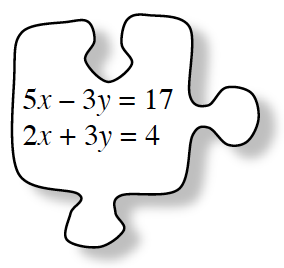 5x – 3y = 17
2x + 3y = 4